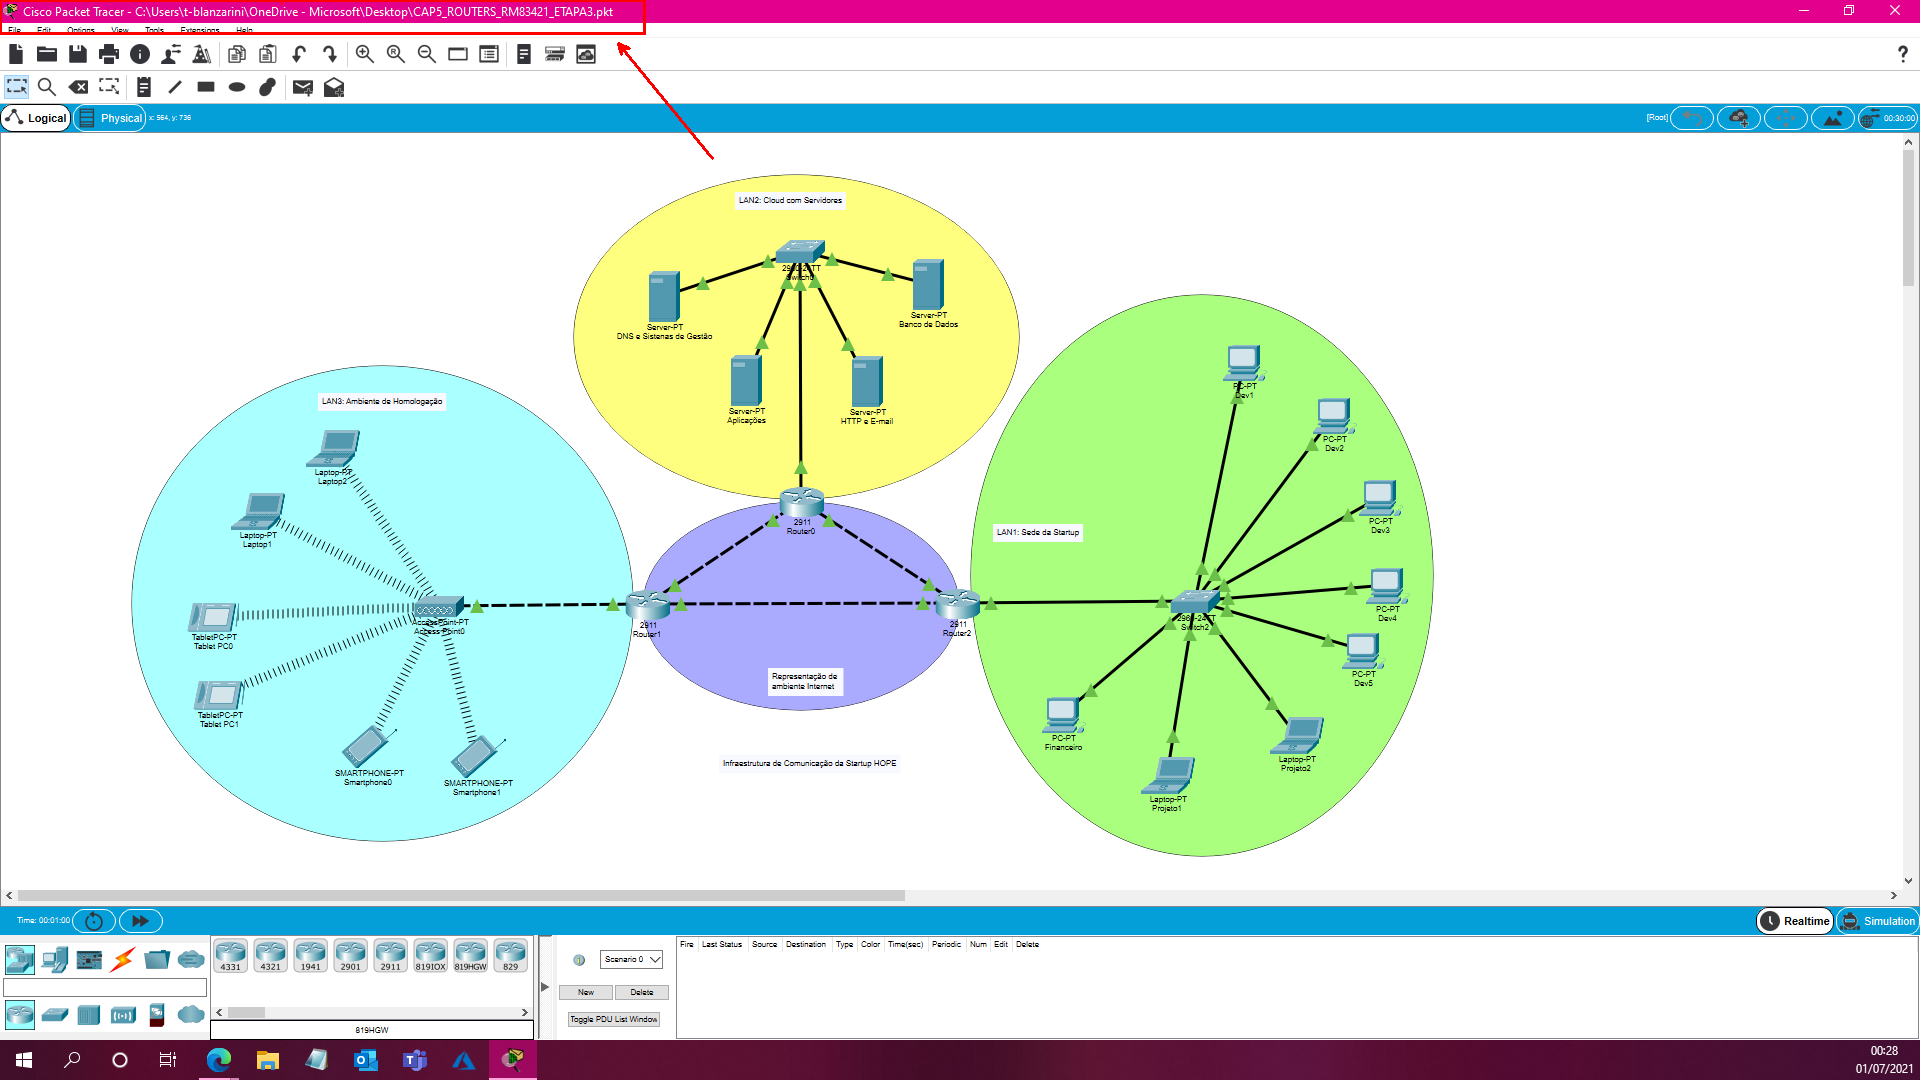 Cisco Packet Tracer - C:\Users\t-blanzarini\OneDrive - Microsoft\Desktop\CAP5_ROUTERS_RM83421_ETAPA3.pkt
File Edit Options View Tools Extensions Help
Logical Physical x: 564, y: 736
[Root] 00:30:00
LAN2: Cloud com Servidores
Server-PT
DNS e Sistenas de Gestão
Server-PT
Banco de Dados
Server-PT
Aplicações
Server-PT
HTTP e E-mail
LAN3: Ambiente de Homologação
Laptop-PT
Laptop2
Laptop-PT
Laptop1
TabletPC-PT
Tablet PC0
TabletPC-PT
Tablet PC1
SMARTPHONE-PT
Smartphone0
SMARTPHONE-PT
Smartphone1
AccessPoint-PT
Access Point0
2911
Router0
2911
Router1
2911
Router2
Representação de
ambiente Internet
Infraestrutura de Comunicação da Startup HOPE
LAN1: Sede da Startup
PC-PT
Dev1
PC-PT
Dev2
PC-PT
Dev3
PC-PT
Dev4
PC-PT
Dev5
Switch2
PC-PT
Financeiro
Laptop-PT
Projeto1
Laptop-PT
Projeto2
Time: 00:01:00
Realtime Simulation
4331 4321 1941 2901 2911 819IOX 819HGW 829
819HGW
Scenario 0
New Delete
Toggle PDU List Window
Fire Last Status Source Destination Type Color Time(sec) Periodic Num Edit Delete
00:28
01/07/2021